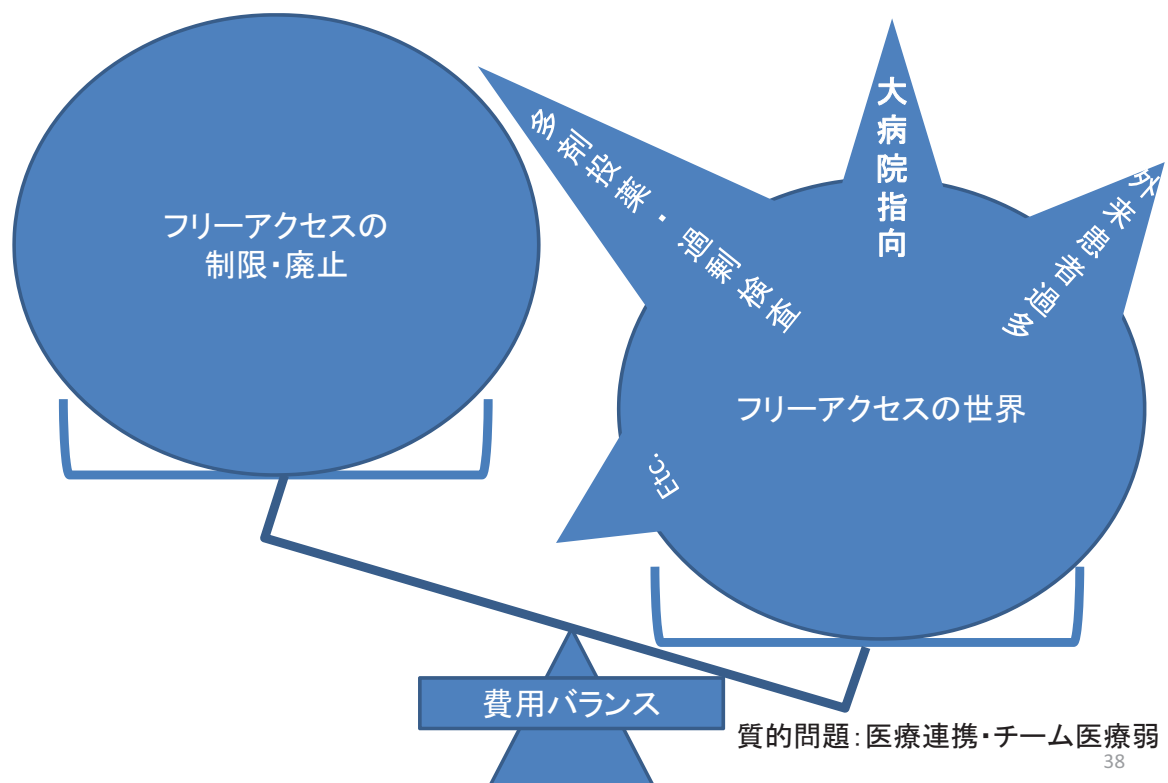 フリーアクセスの
制限・廃止
多剤投薬・過剰検査
大病院指向
外来患者過多
フリーアクセスの世界
Etc.
費用バランス
質的問題：医療連携・チーム医療弱
38